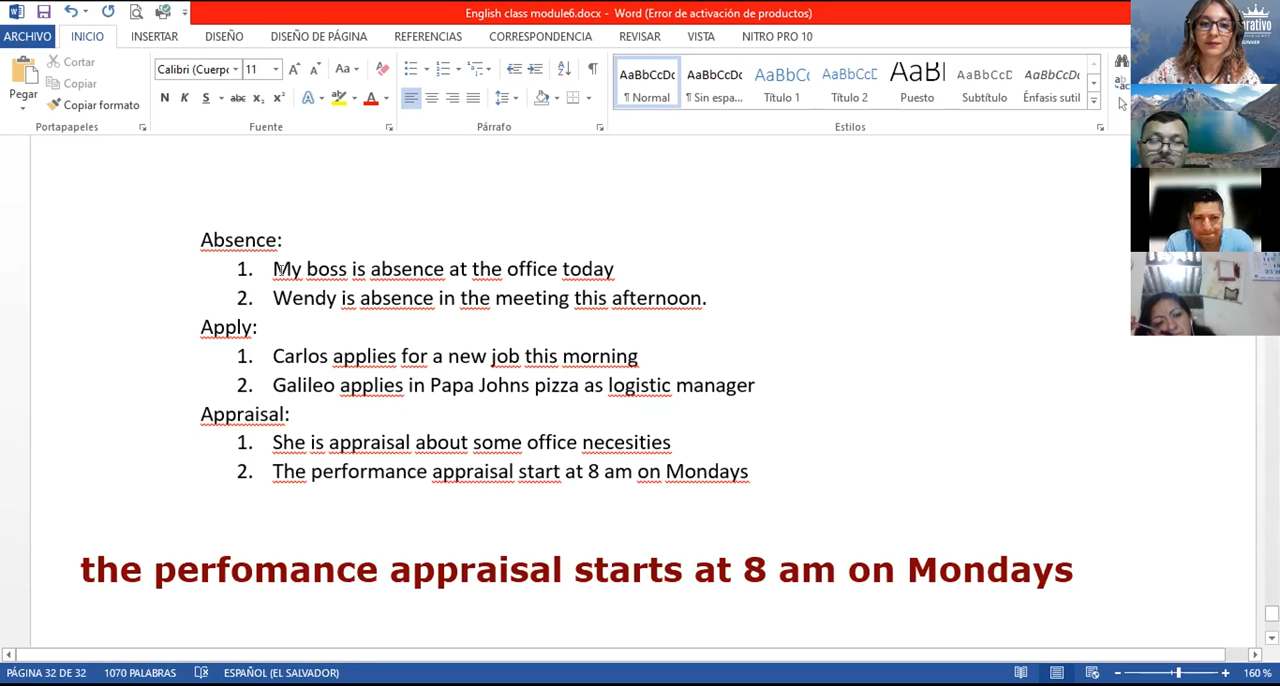 English class module6.docx - Word (Error de activación de productos)
ARCHIVO INICIO INSERTAR DISEÑO DISEÑO DE PÁGINA REFERENCIAS CORRESPONDENCIA REVISAR VISTA NITRO PRO 10
Pegar
Cortar
Copiar
Copiar formato
Portapapeles
Calibri (Cuerpo 11
N K S abc x₂ x²
Fuente
Párrafo
AaBbCcDc AaBbCcDc AaBbCc AaBbCcD AaBl AaBbCcD AaBbCcDc
¶ Normal ¶ Sin espa... Título 1 Título 2 Puesto Subtítulo Énfasis sutil
Estilos
Absence:
1. My boss is absence at the office today
2. Wendy is absence in the meeting this afternoon.
Apply:
1. Carlos applies for a new job this morning
2. Galileo applies in Papa Johns pizza as logistic manager
Appraisal:
1. She is appraisal about some office necesities
2. The performance appraisal start at 8 am on Mondays
the perfomance appraisal starts at 8 am on Mondays
PÁGINA 32 DE 32 1070 PALABRAS ESPAÑOL (EL SALVADOR) 160 %